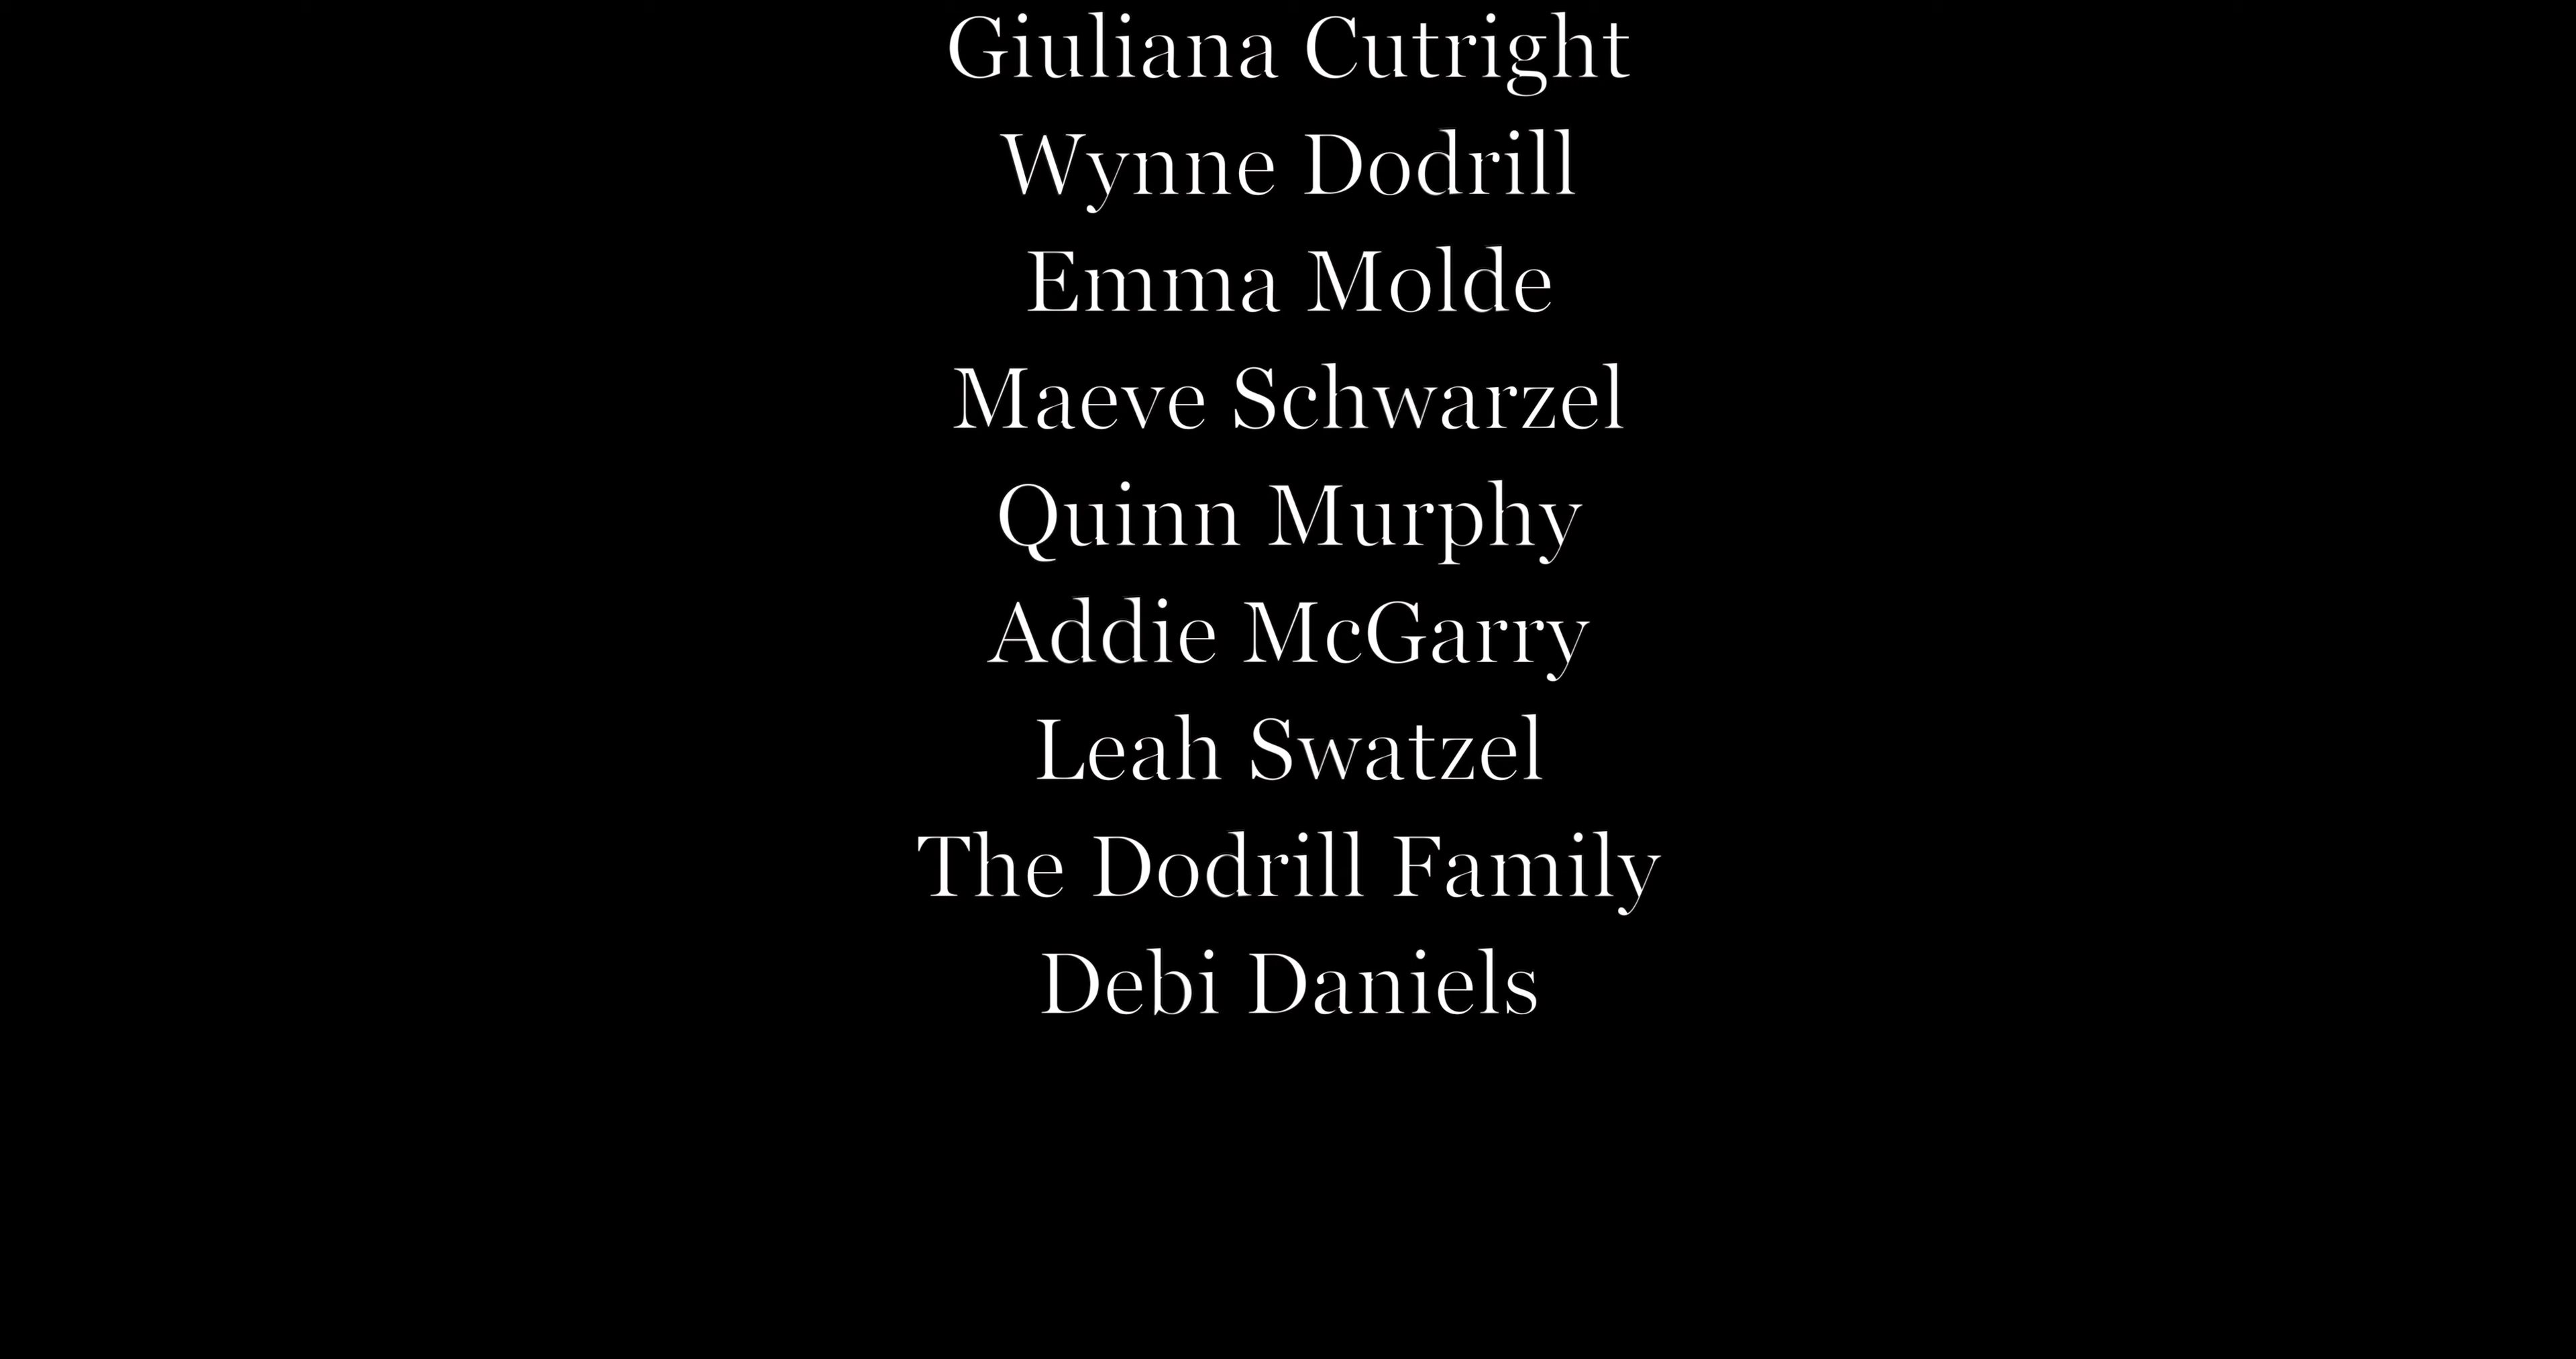 Giuliana Cutright
Wynne Dodrill
Emma Molde
Maeve Schwarzel
Quinn Murphy
Addie McGarry
Leah Swatzel
The Dodrill Family
Debi Daniels